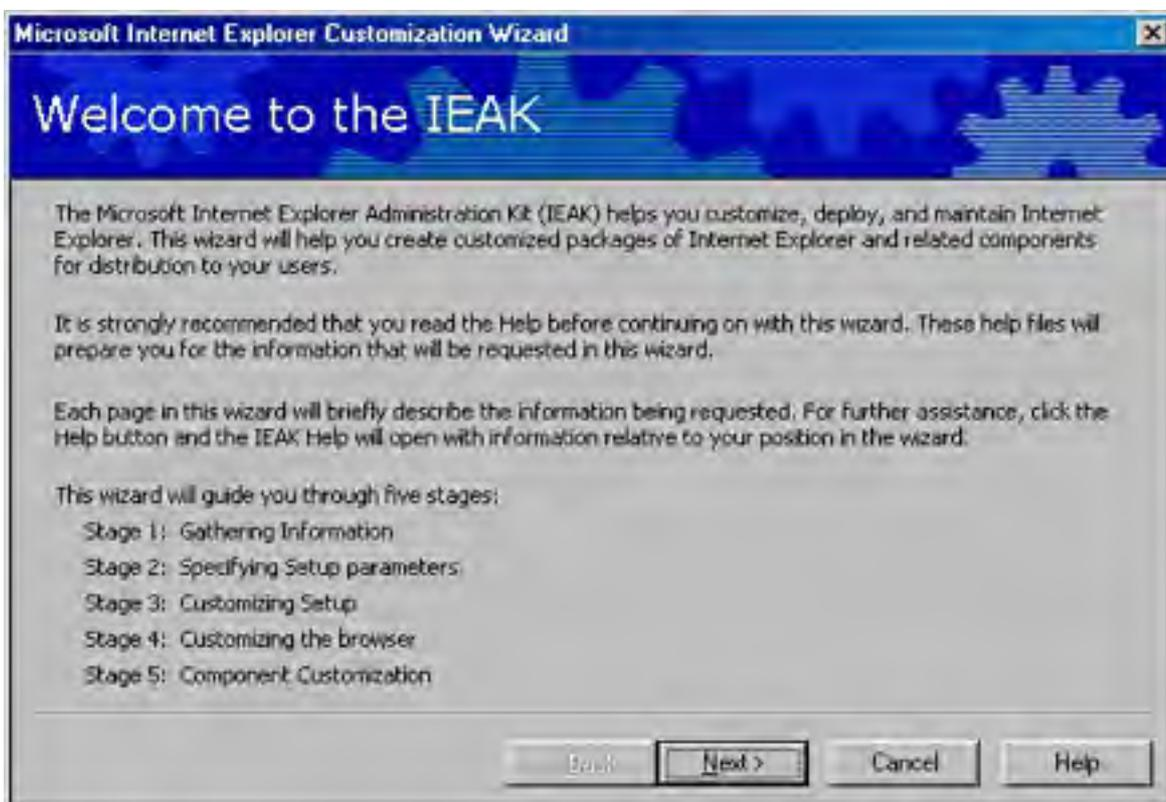 Microsoft Internet Explorer Customization Wizard
Welcome to the IEAK
The Microsoft Internet Explorer Administration Kit (IEAK) helps you customize, deploy, and maintain Internet
Explorer. This wizard will help you create customized packages of Internet Explorer and related components
for distribution to your users.
It is strongly recommended that you read the Help before continuing on with this wizard. These help files will
prepare you for the information that will be requested in this wizard.
Each page in this wizard will briefly describe the information being requested. For further assistance, click the
Help button and the IEAK Help will open with information relative to your position in the wizard.
This wizard will guide you through five stages:
Stage 1: Gathering Information
Stage 2: Specifying Setup parameters
Stage 3: Customizing Setup
Stage 4: Customizing the browser
Stage 5: Component Customization
Next > Cancel Help